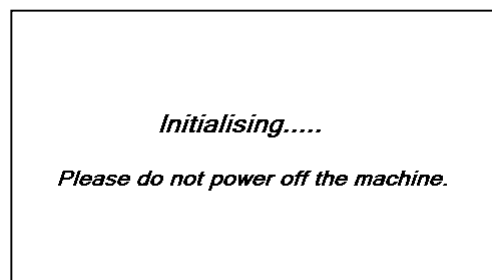 Initialising.....
Please do not power off the machine.